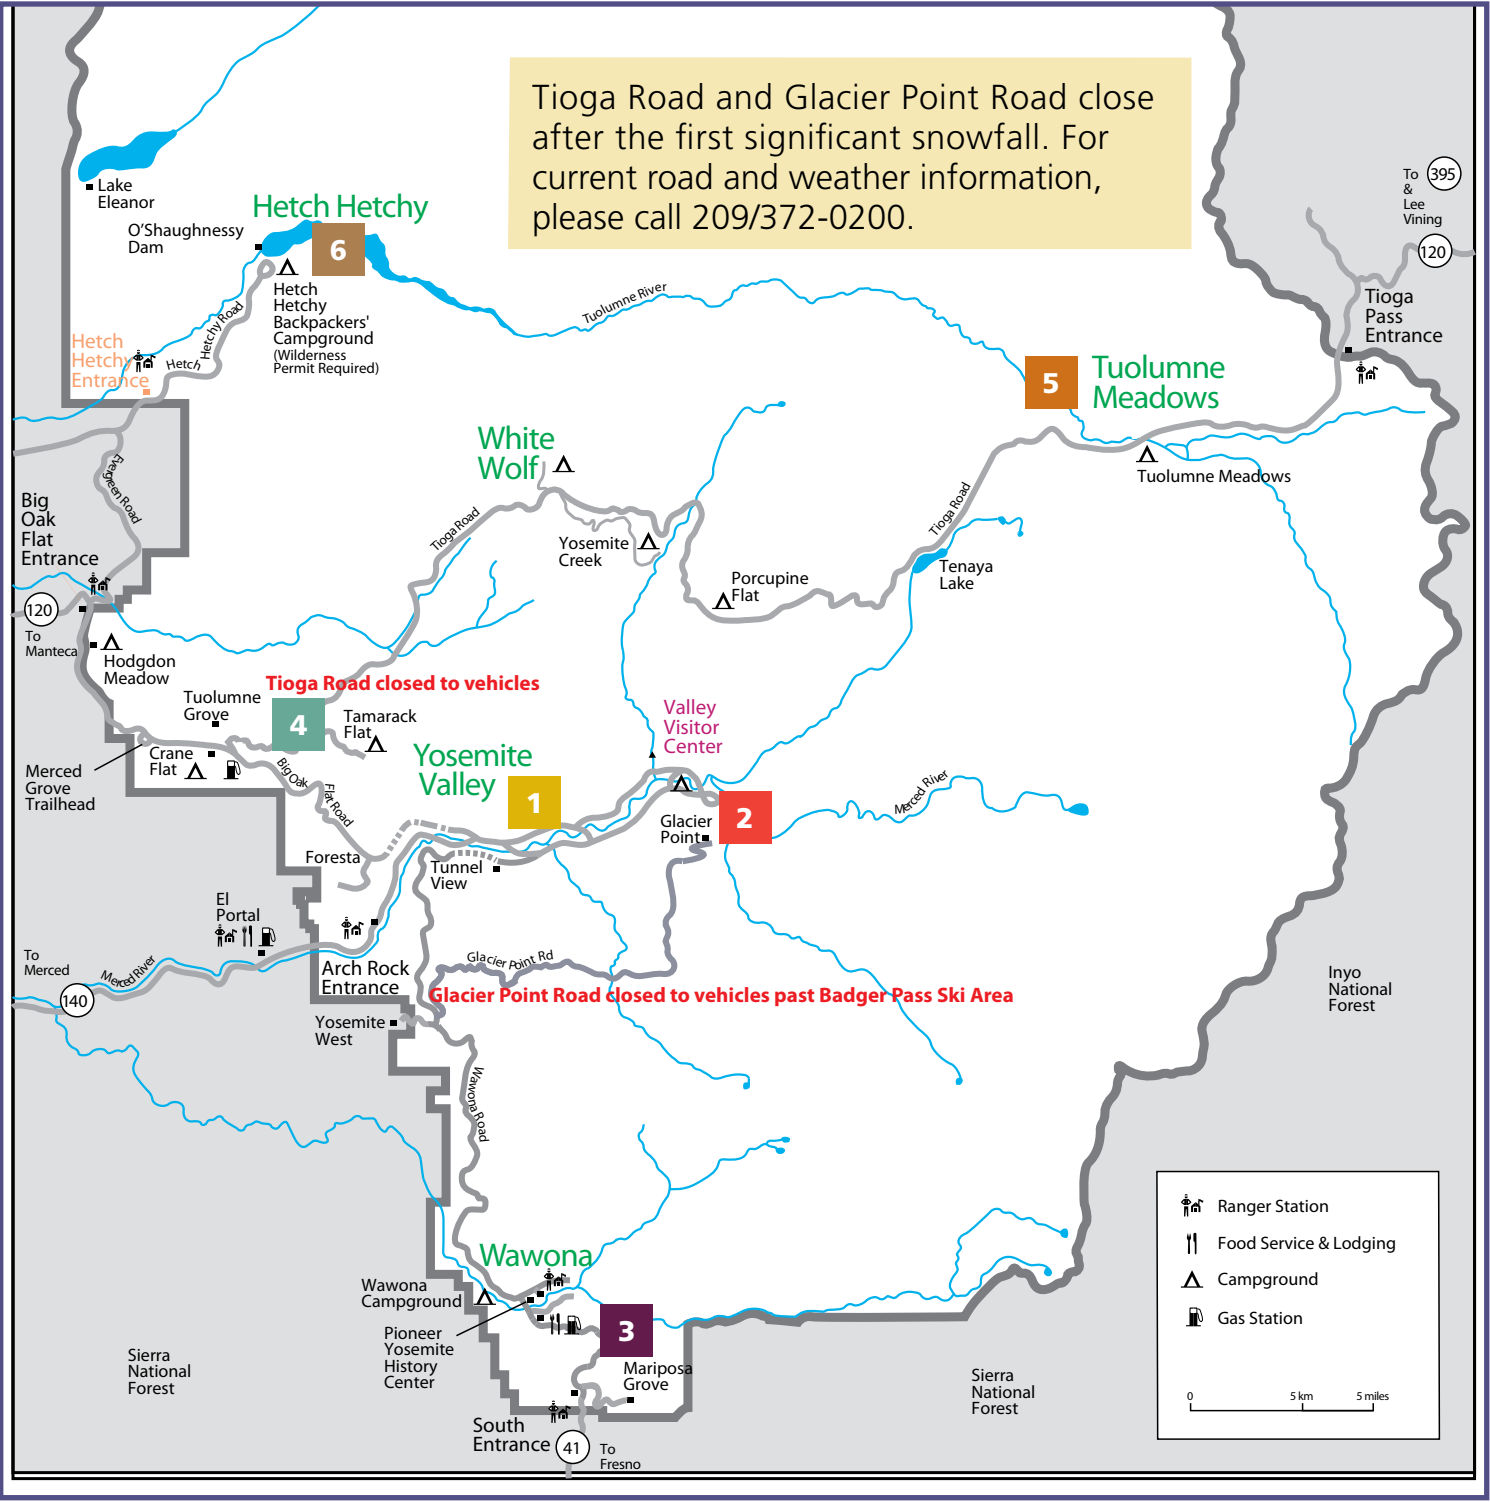 Tioga Road and Glacier Point Road close
after the first significant snowfall. For
current road and weather information,
please call 209/372-0200.
To
&
Lee
Vining
395
120
Lake
Eleanor
Hetch Hetchy
O'Shaughnessy
Dam
6
Hetch
Hetchy
Backpackers'
Campground
(Wilderness
Permit Required)
Tuolumne River
Tioga
Pass
Entrance
Hetch
Hetchy
Entrance
Hetch Hetchy Road
5
Tuolumne
Meadows
White
Wolf
Tuolumne Meadows
Evergreen Road
Big
Oak
Flat
Entrance
Tioga Road
Tioga Road
Yosemite
Creek
Tenaya
Lake
Porcupine
Flat
120
To
Manteca
Hodgdon
Meadow
Tioga Road closed to vehicles
Tuolumne
Grove
4
Tamarack
Flat
Valley
Visitor
Center
Yosemite
Valley
1
Crane
Flat
Merced
Grove
Trailhead
Big Oak Flat Road
2
Glacier
Point
Merced River
Foresta
Tunnel
View
El
Portal
To
Merced
Merced River
140
Arch Rock
Entrance
Glacier Point Rd
Glacier Point Road closed to vehicles past Badger Pass Ski Area
Inyo
National
Forest
Yosemite
West
Wawona Road
Wawona
Wawona
Campground
Pioneer
Yosemite
History
Center
3
Mariposa
Grove
South
Entrance
41
To
Fresno
Sierra
National
Forest
Sierra
National
Forest
Ranger Station
Food Service & Lodging
Campground
Gas Station
0 5 km 5 miles